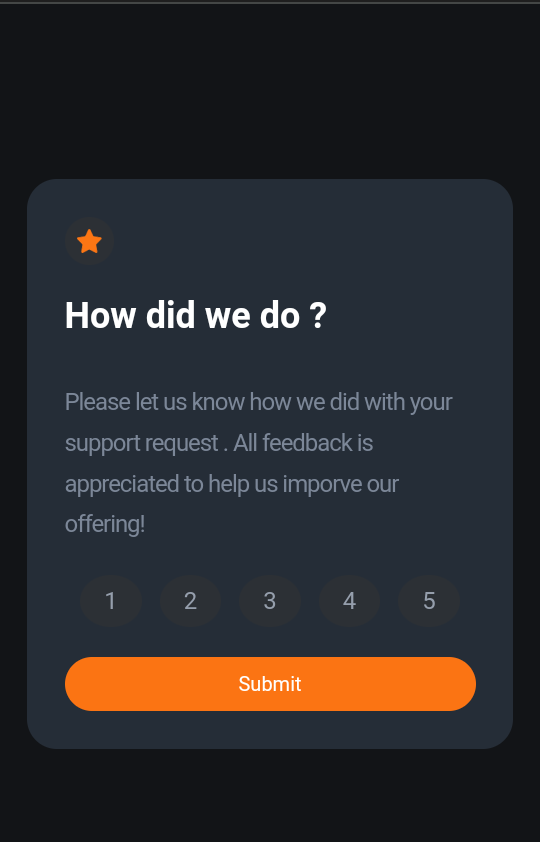 How did we do ?
Please let us know how we did with your
support request . All feedback is
appreciated to help us imporve our
offering!
1 2 3 4 5
Submit